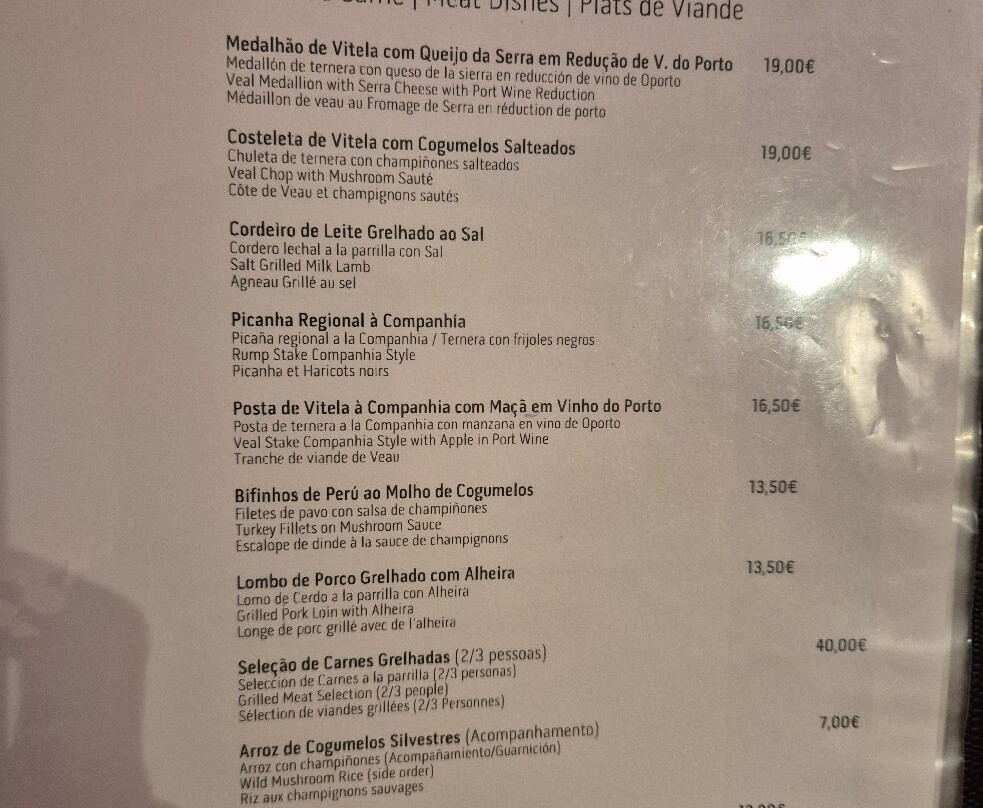 Meat Dishes | Plats de Viande
Medalhão de Vitela com Queijo da Serra em Redução de V. do Porto 19,00€
Medallón de ternera con queso de la sierra en reducción de vino de Oporto
Veal Medallion with Serra Cheese with Port Wine Reduction
Médaillon de veau au Fromage de Serra en réduction de porto
Costeleta de Vitela com Cogumelos Salteados 19,00€
Chuleta de ternera con champiñones salteados
Veal Chop with Mushroom Sauté
Côte de Veau et champignons sautés
Cordeiro de Leite Grelhado ao Sal 16,50€
Cordero lechal a la parrilla con Sal
Salt Grilled Milk Lamb
Agneau Grillé au sel
Picanha Regional à Companhia 16,50€
Picaña regional a la Companhia / Ternera con frijoles negros
Rump Stake Companhia Style
Picanha et Haricots noirs
Posta de Vitela à Companhia com Maçã em Vinho do Porto 16,50€
Posta de ternera a la Companhia con manzana en vino de Oporto
Veal Stake Companhia Style with Apple in Port Wine
Tranche de viande de Veau
Bifinhos de Perú ao Molho de Cogumelos 13,50€
Filetes de pavo con salsa de champiñones
Turkey Fillets on Mushroom Sauce
Escalope de dinde à la sauce de champignons
Lombo de Porco Grelhado com Alheira 13,50€
Lomo de Cerdo a la parrilla con Alheira
Grilled Pork Loin with Alheira
Longe de porc grillé avec de l'alheira
Seleção de Carnes Grelhadas (2/3 pessoas) 40,00€
Selección de Carnes a la parrilla (2/3 personas)
Grilled Meat Selection (2/3 people)
Sélection de viandes grillées (2/3 Personnes)
Arroz de Cogumelos Silvestres (Acompanhamento) 7,00€
Arroz con champiñones (Acompañamiento/Guarnición)
Wild Mushroom Rice (side order)
Riz aux champignons sauvages